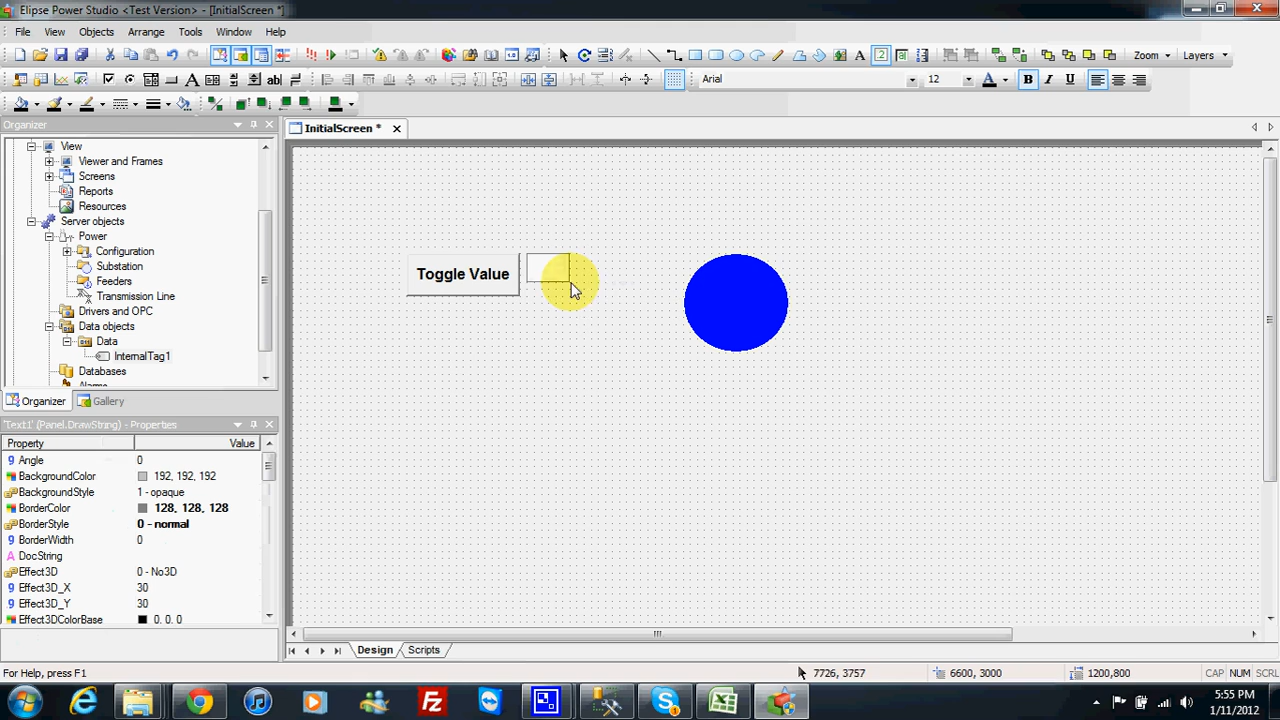 Elipse Power Studio <Test Version> - [InitialScreen *]
File View Objects Arrange Tools Window Help
Zoom Layers
Arial 12 B I U
Organizer
InitialScreen *
View
Viewer and Frames
Screens
Reports
Resources
Server objects
Power
Configuration
Substation
Feeders
Transmission Line
Drivers and OPC
Data objects
Data
InternalTag1
Databases
Alarms
Organizer Gallery
Toggle Value
'Text1' (Panel.DrawString) - Properties
Property Value
Angle 0
BackgroundColor 192, 192, 192
BackgroundStyle 1 - opaque
BorderColor 128, 128, 128
BorderStyle 0 - normal
BorderWidth 0
DocString
Effect3D 0 - No3D
Effect3D_X 30
Effect3D_Y 30
Effect3DColorBase 0, 0, 0
Design Scripts
For Help, press F1 7726, 3757 6600, 3000 1200,800 CAP NUM SCRL
5:55 PM
1/11/2012